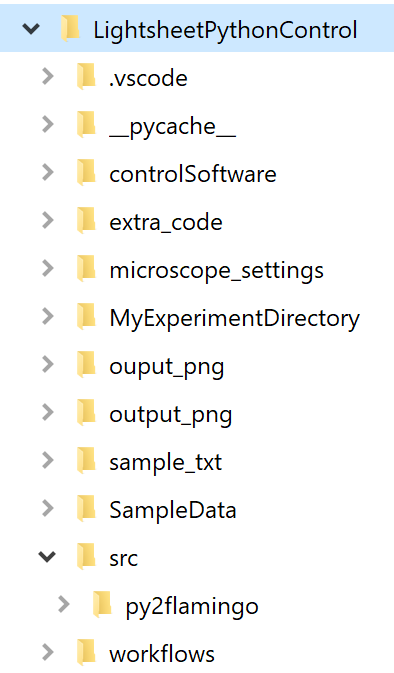 LightsheetPythonControl
.vscode
__pycache__
controlSoftware
extra_code
microscope_settings
MyExperimentDirectory
ouput_png
output_png
sample_txt
SampleData
src
py2flamingo
workflows